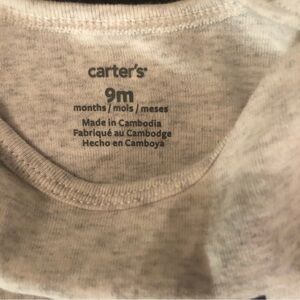 carter's®
9m
months / mois / meses
Made in Cambodia
Fabriqué au Cambodge
Hecho en Camboya